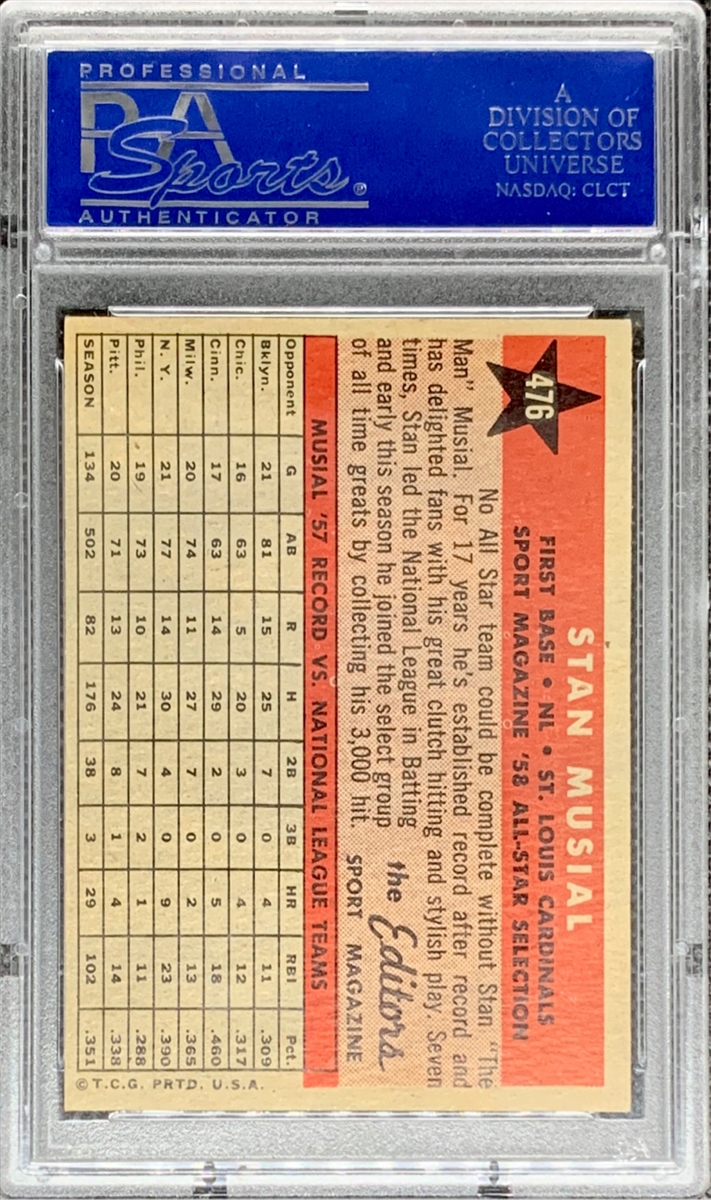 PROFESSIONAL
PSA
Sports®
AUTHENTICATOR
A
DIVISION OF
COLLECTORS
UNIVERSE
NASDAQ: CLCT
476
STAN MUSIAL
FIRST BASE • NL • ST. LOUIS CARDINALS
SPORT MAGAZINE '58 ALL-STAR SELECTION
No All Star team could be complete without Stan "The
Man" Musial. For 17 years he's established record after record and
has delighted fans with his great clutch hitting and stylish play. Seven
times, Stan led the National League in Batting
and early this season he joined the select group
of all time greats by collecting his 3,000 hit.
the Editors
SPORT MAGAZINE
MUSIAL '57 RECORD VS. NATIONAL LEAGUE TEAMS
Opponent G AB R H 2B 3B HR RBI Pct.
Bklyn. 21 81 15 25 7 0 4 11 .309
Chic. 16 63 5 20 3 0 4 12 .317
Cinn. 17 63 14 29 2 0 5 18 .460
Milw. 20 74 11 27 7 0 2 13 .365
N. Y. 21 77 14 30 4 0 9 23 .390
Phil. 19 73 10 21 7 2 1 11 .288
Pitt. 20 71 13 24 8 1 4 14 .338
SEASON 134 502 82 176 38 3 29 102 .351
© T.C.G. PRTD. U.S.A.